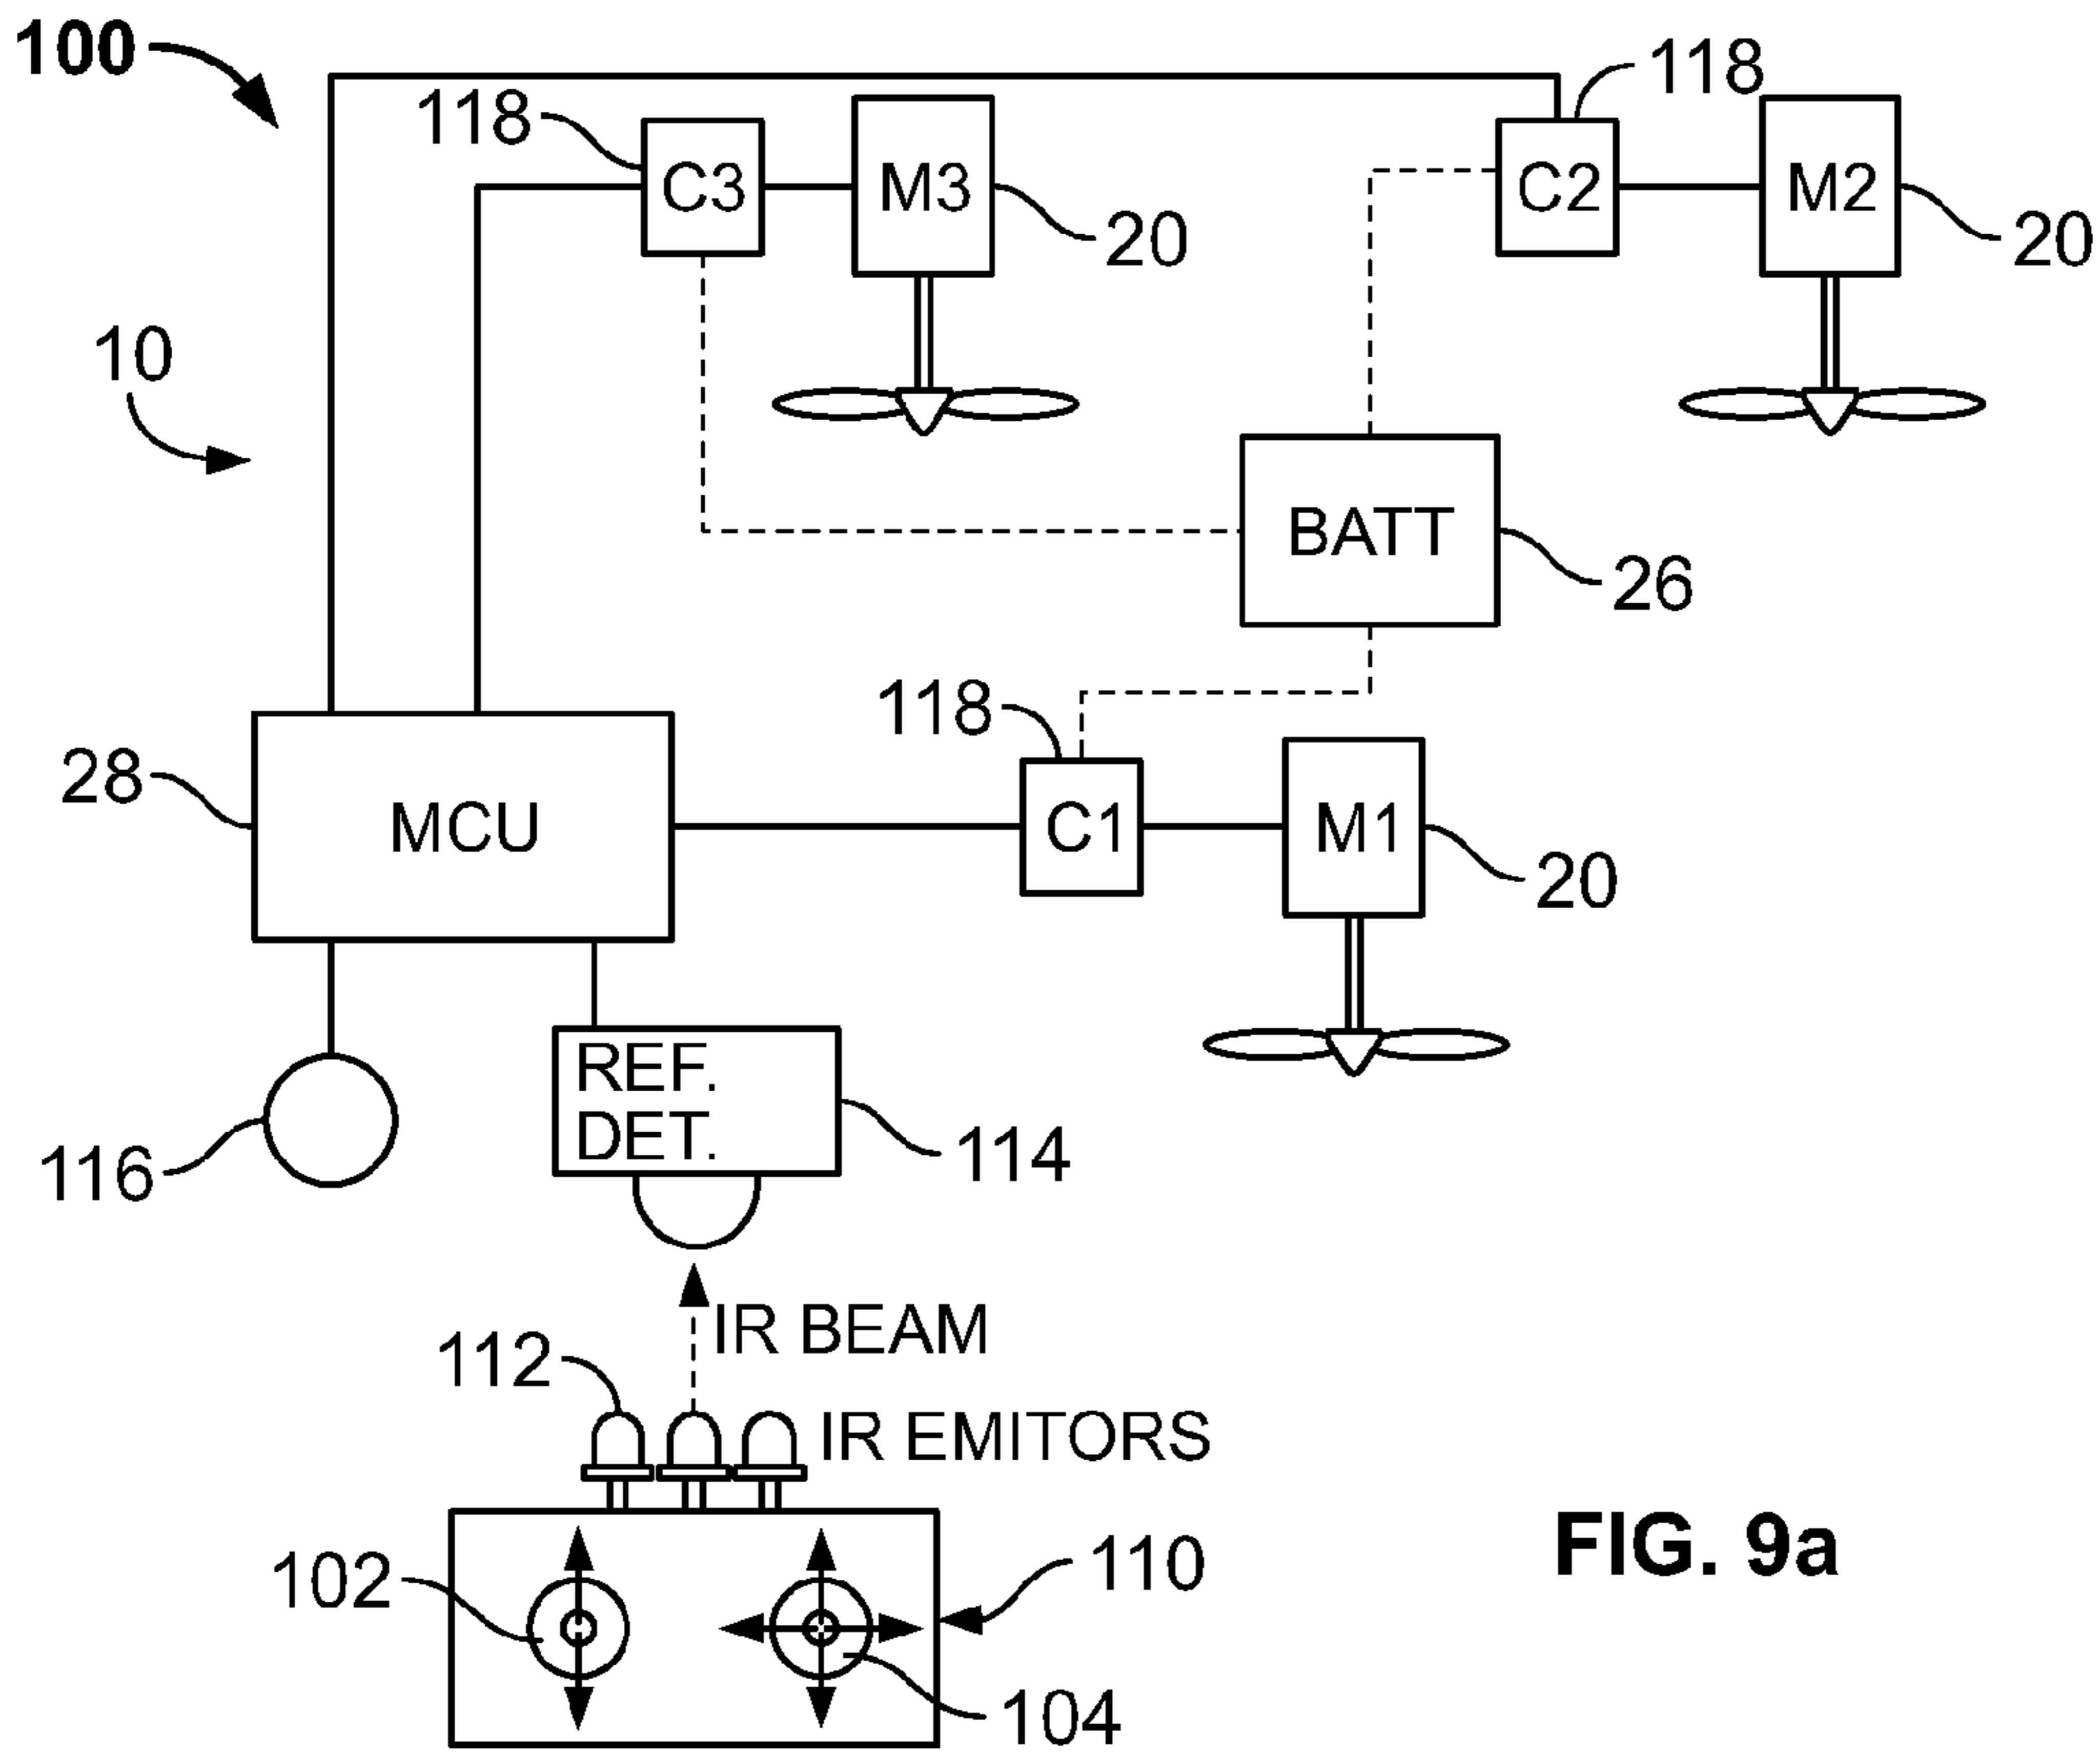 100
118
118
C3
M3
C2
M2
20
20
10
BATT
26
118
28
MCU
C1
M1
20
REF.
DET.
116
114
IR BEAM
112
IR EMITORS
102
110
104
FIG. 9a